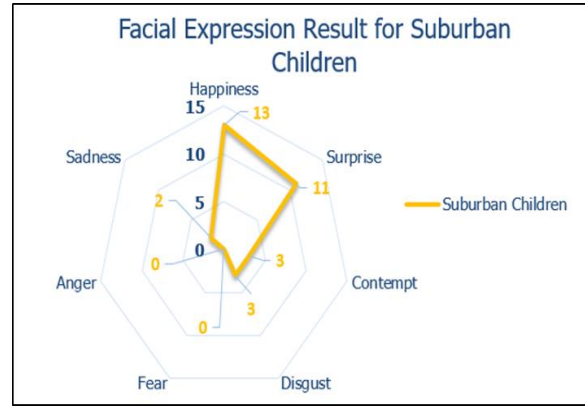 Facial Expression Result for Suburban
Children
Happiness
15
13
Sadness
10
Surprise
2
5
11
Suburban Children
0
0
3
Anger
Contempt
0
3
Fear
Disgust